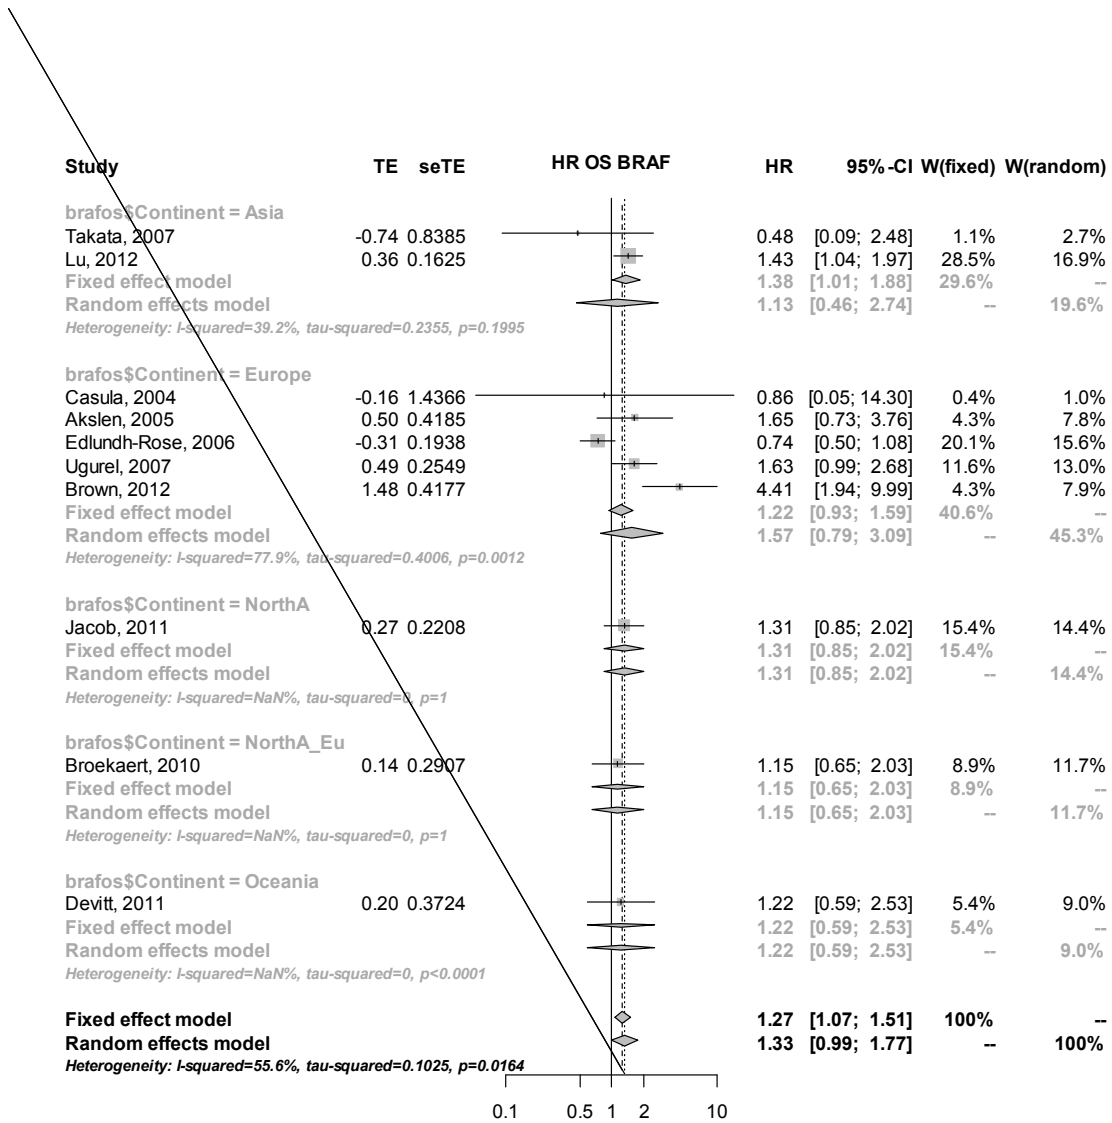 Study TE seTE HR OS BRAF HR 95%-CI W(fixed) W(random)
brafos$Continent = Asia
Takata, 2007 -0.74 0.8385 0.48 [0.09; 2.48] 1.1% 2.7%
Lu, 2012 0.36 0.1625 1.43 [1.04; 1.97] 28.5% 16.9%
Fixed effect model 1.38 [1.01; 1.88] 29.6% --
Random effects model 1.13 [0.46; 2.74] -- 19.6%
Heterogeneity: I-squared=39.2%, tau-squared=0.2355, p=0.1995
brafos$Continent = Europe
Casula, 2004 -0.16 1.4366 0.86 [0.05; 14.30] 0.4% 1.0%
Akslen, 2005 0.50 0.4185 1.65 [0.73; 3.76] 4.3% 7.8%
Edlundh-Rose, 2006 -0.31 0.1938 0.74 [0.50; 1.08] 20.1% 15.6%
Ugurel, 2007 0.49 0.2549 1.63 [0.99; 2.68] 11.6% 13.0%
Brown, 2012 1.48 0.4177 4.41 [1.94; 9.99] 4.3% 7.9%
Fixed effect model 1.22 [0.93; 1.59] 40.6% --
Random effects model 1.57 [0.79; 3.09] -- 45.3%
Heterogeneity: I-squared=77.9%, tau-squared=0.4006, p=0.0012
brafos$Continent = NorthA
Jacob, 2011 0.27 0.2208 1.31 [0.85; 2.02] 15.4% 14.4%
Fixed effect model 1.31 [0.85; 2.02] 15.4% --
Random effects model 1.31 [0.85; 2.02] -- 14.4%
Heterogeneity: I-squared=NaN%, tau-squared=0, p=1
brafos$Continent = NorthA_Eu
Broekaert, 2010 0.14 0.2907 1.15 [0.65; 2.03] 8.9% 11.7%
Fixed effect model 1.15 [0.65; 2.03] 8.9% --
Random effects model 1.15 [0.65; 2.03] -- 11.7%
Heterogeneity: I-squared=NaN%, tau-squared=0, p=1
brafos$Continent = Oceania
Devitt, 2011 0.20 0.3724 1.22 [0.59; 2.53] 5.4% 9.0%
Fixed effect model 1.22 [0.59; 2.53] 5.4% --
Random effects model 1.22 [0.59; 2.53] -- 9.0%
Heterogeneity: I-squared=NaN%, tau-squared=0, p<0.0001
Fixed effect model 1.27 [1.07; 1.51] 100% --
Random effects model 1.33 [0.99; 1.77] -- 100%
Heterogeneity: I-squared=55.6%, tau-squared=0.1025, p=0.0164
0.1 0.5 1 2 10